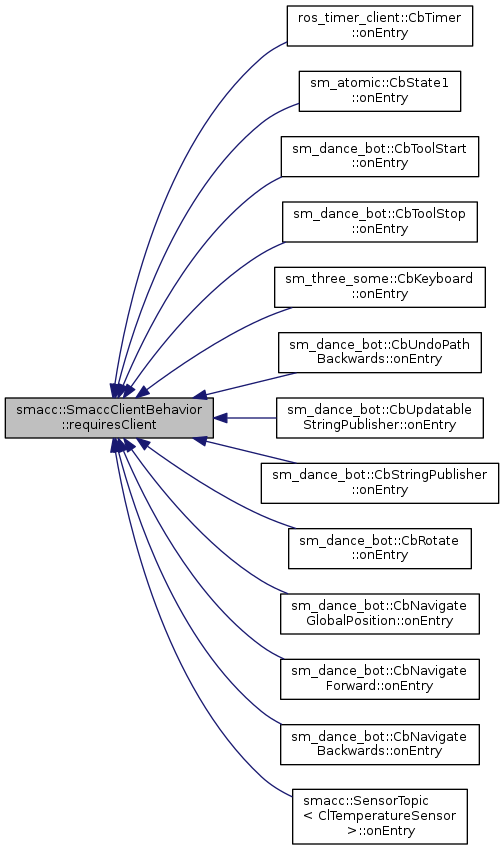 ros_timer_client::CbTimer
::onEntry
sm_atomic::CbState1
::onEntry
sm_dance_bot::CbToolStart
::onEntry
sm_dance_bot::CbToolStop
::onEntry
sm_three_some::CbKeyboard
::onEntry
sm_dance_bot::CbUndoPath
Backwards::onEntry
smacc::SmaccClientBehavior
::requiresClient
sm_dance_bot::CbUpdatable
StringPublisher::onEntry
sm_dance_bot::CbStringPublisher
::onEntry
sm_dance_bot::CbRotate
::onEntry
sm_dance_bot::CbNavigate
GlobalPosition::onEntry
sm_dance_bot::CbNavigate
Forward::onEntry
sm_dance_bot::CbNavigate
Backwards::onEntry
smacc::SensorTopic
< ClTemperatureSensor
>::onEntry